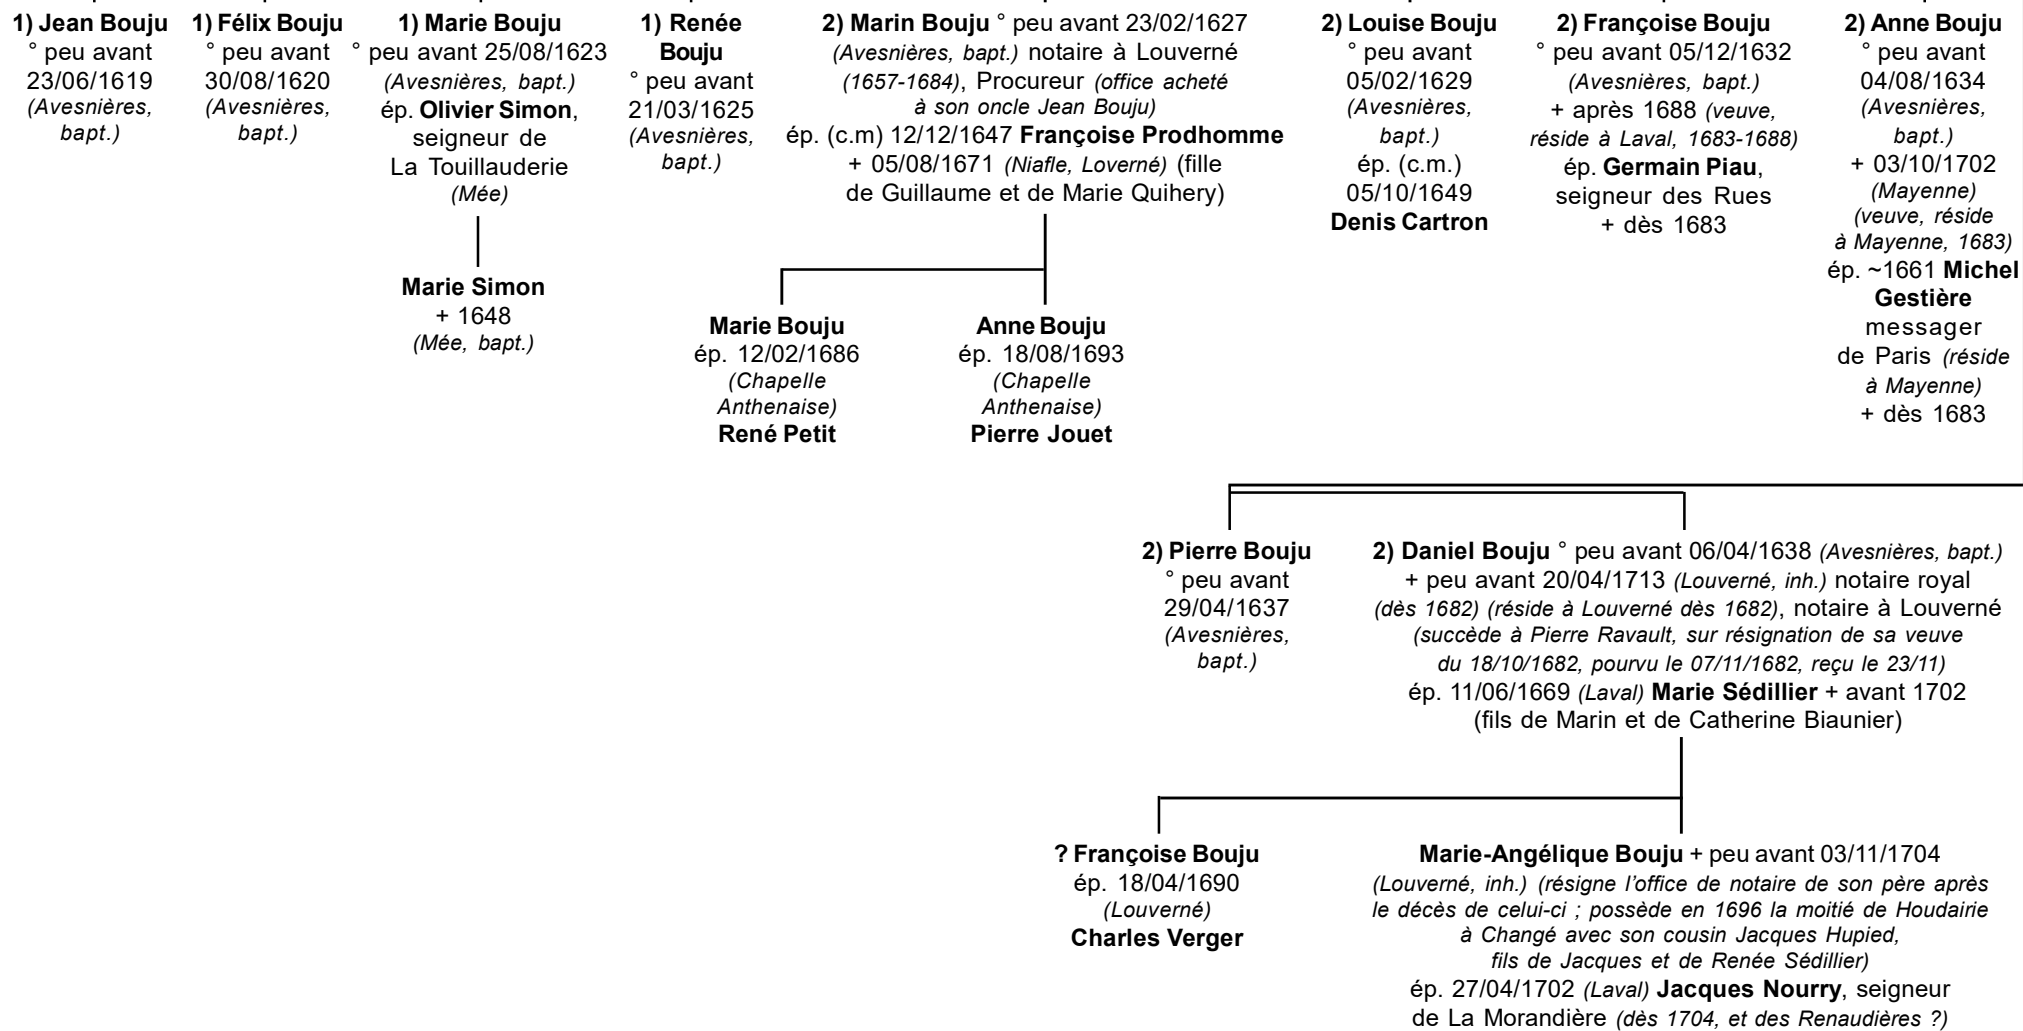 1) Jean Bouju
° peu avant
23/06/1619
(Avesnières,
bapt.)
1) Félix Bouju
° peu avant
30/08/1620
(Avesnières,
bapt.)
1) Marie Bouju
° peu avant 25/08/1623
(Avesnières, bapt.)
ép. Olivier Simon,
seigneur de
La Touillauderie
(Mée)
Marie Simon
+ 1648
(Mée, bapt.)
1) Renée
Bouju
° peu avant
21/03/1625
(Avesnières,
bapt.)
2) Marin Bouju ° peu avant 23/02/1627
(Avesnières, bapt.) notaire à Louverné
(1657-1684), Procureur (office acheté
à son oncle Jean Bouju)
ép. (c.m) 12/12/1647 Françoise Prodhomme
+ 05/08/1671 (Niafle, Loverné) (fille
de Guillaume et de Marie Quihery)
Marie Bouju
ép. 12/02/1686
(Chapelle
Anthenaise)
René Petit
Anne Bouju
ép. 18/08/1693
(Chapelle
Anthenaise)
Pierre Jouet
2) Louise Bouju
° peu avant
05/02/1629
(Avesnières,
bapt.)
ép. (c.m.)
05/10/1649
Denis Cartron
2) Françoise Bouju
° peu avant 05/12/1632
(Avesnières, bapt.)
+ après 1688 (veuve,
réside à Laval, 1683-1688)
ép. Germain Piau,
seigneur des Rues
+ dès 1683
2) Anne Bouju
° peu avant
04/08/1634
(Avesnières,
bapt.)
+ 03/10/1702
(Mayenne)
(veuve, réside
à Mayenne, 1683)
ép. ~1661 Michel
Gestière
messager
de Paris (réside
à Mayenne)
+ dès 1683
2) Pierre Bouju
° peu avant
29/04/1637
(Avesnières,
bapt.)
2) Daniel Bouju ° peu avant 06/04/1638 (Avesnières, bapt.)
+ peu avant 20/04/1713 (Louverné, inh.) notaire royal
(dès 1682) (réside à Louverné dès 1682), notaire à Louverné
(succède à Pierre Ravault, sur résignation de sa veuve
du 18/10/1682, pourvu le 07/11/1682, reçu le 23/11)
ép. 11/06/1669 (Laval) Marie Sédillier + avant 1702
(fils de Marin et de Catherine Biaunier)
? Françoise Bouju
ép. 18/04/1690
(Louverné)
Charles Verger
Marie-Angélique Bouju + peu avant 03/11/1704
(Louverné, inh.) (résigne l’office de notaire de son père après
le décès de celui-ci ; possède en 1696 la moitié de Houdairie
à Changé avec son cousin Jacques Hupied,
fils de Jacques et de Renée Sédillier)
ép. 27/04/1702 (Laval) Jacques Nourry, seigneur
de La Morandière (dès 1704, et des Renaudières ?)